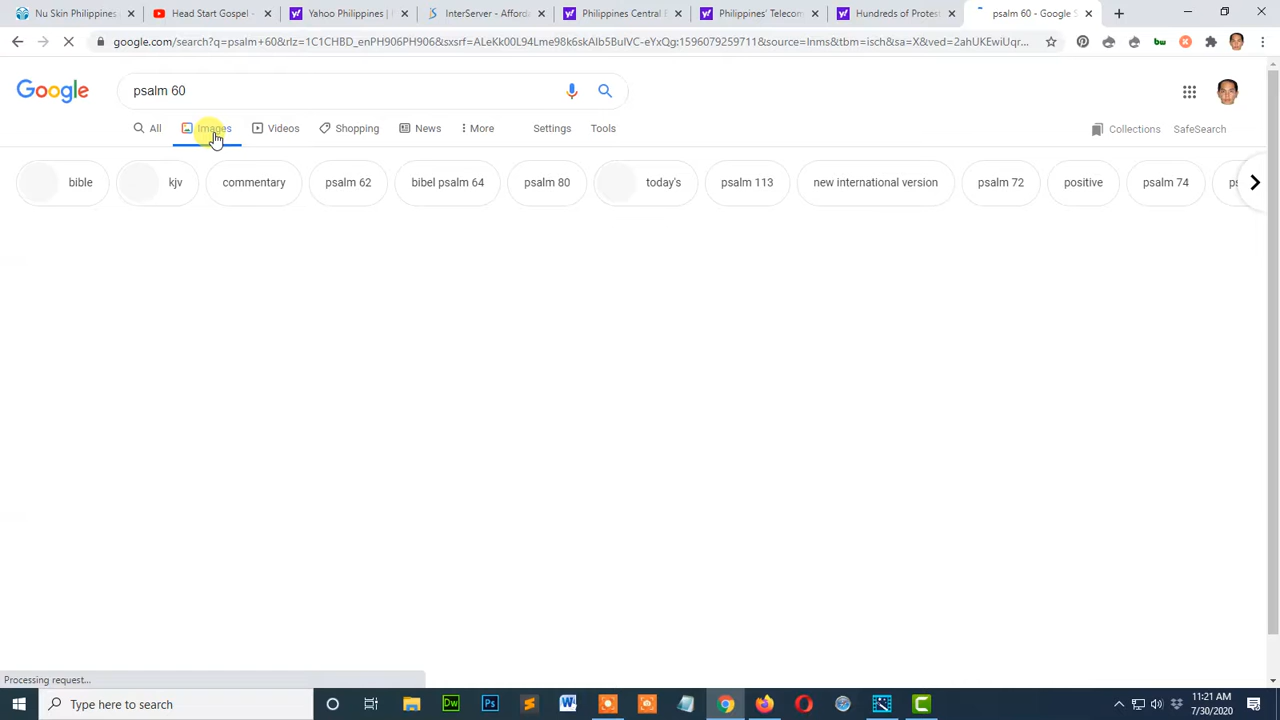 Nu Skin Philippines
Head Start Gospel -
Yahoo Philippines |
InterServer - Afforda
Philippines Central B
Philippines' Telecom
Hundreds of Protest
psalm 60 - Google S
google.com/search?q=psalm+60&rlz=1C1CHBD_enPH906PH906&sxsrf=ALeKk00L94Lme98k6skAIb5BuIVC-eYxQg:1596079259711&source=lnms&tbm=isch&sa=X&ved=2ahUKEwiUqr...
Google
psalm 60
All Images Videos Shopping News More Settings Tools Collections SafeSearch
bible kjv commentary psalm 62 bibel psalm 64 psalm 80 today's psalm 113 new international version psalm 72 positive psalm 74
Processing request...
Type here to search
11:21 AM
7/30/2020